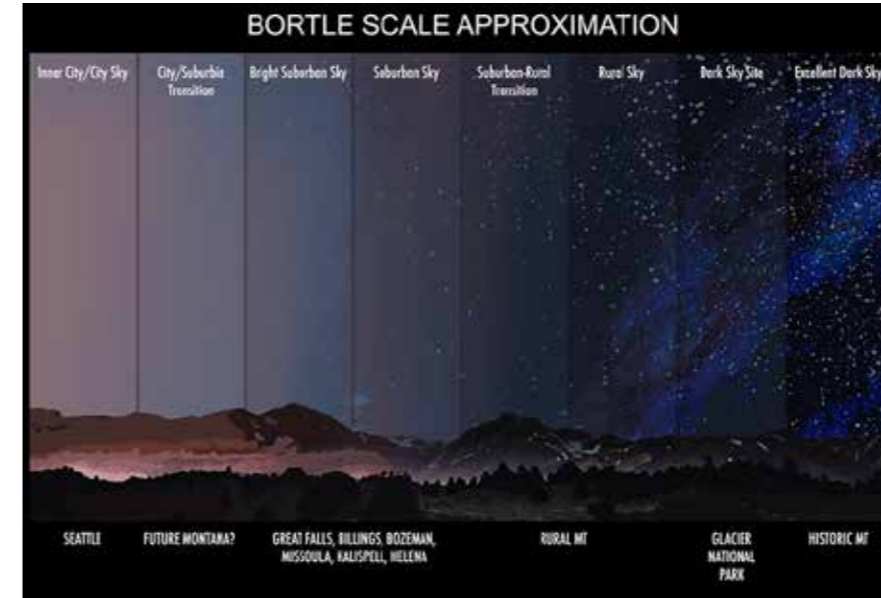 BORTLE SCALE APPROXIMATION
Inner City/City Sky
City/Suburbia
Transition
Bright Suburban Sky
Suburban Sky
Suburban-Rural
Transition
Rural Sky
Dark Sky Site
Excellent Dark Sky
SEATTLE
FUTURE MONTANA?
GREAT FALLS, BILLINGS, BOZEMAN,
MISSOULA, KALISPELL, HELENA
RURAL MT
GLACIER
NATIONAL
PARK
HISTORIC MT